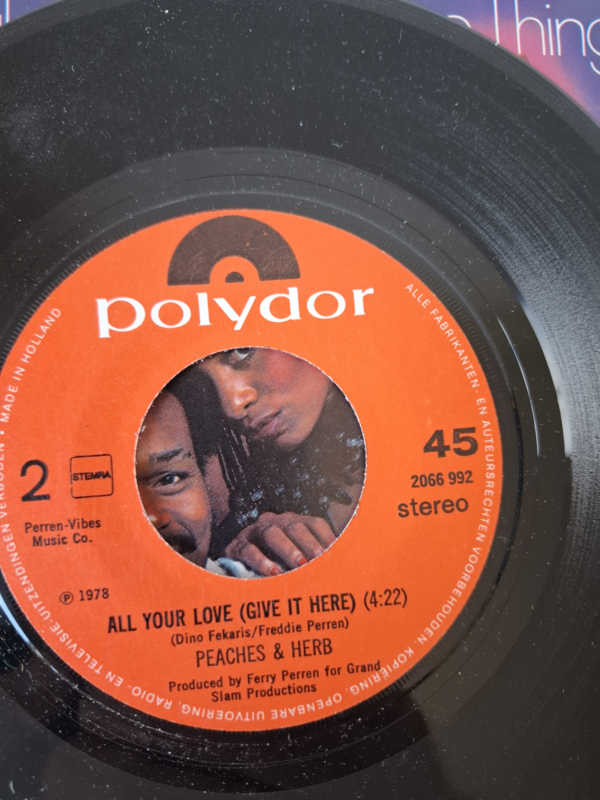 Thing
polydor
MADE IN HOLLAND
ALLE FABRIKANTEN- EN AUTEURSRECHTEN VOORBEHOUDEN. KOPIËRING, OPENBARE UITVOERING, RADIO- EN TELEVISIE-UITZENDINGEN VERBODEN •
45
2066 992
stereo
2
STEMRA
Perren-Vibes
Music Co.
℗ 1978
ALL YOUR LOVE (GIVE IT HERE) (4:22)
(Dino Fekaris/Freddie Perren)
PEACHES & HERB
Produced by Ferry Perren for Grand
Slam Productions